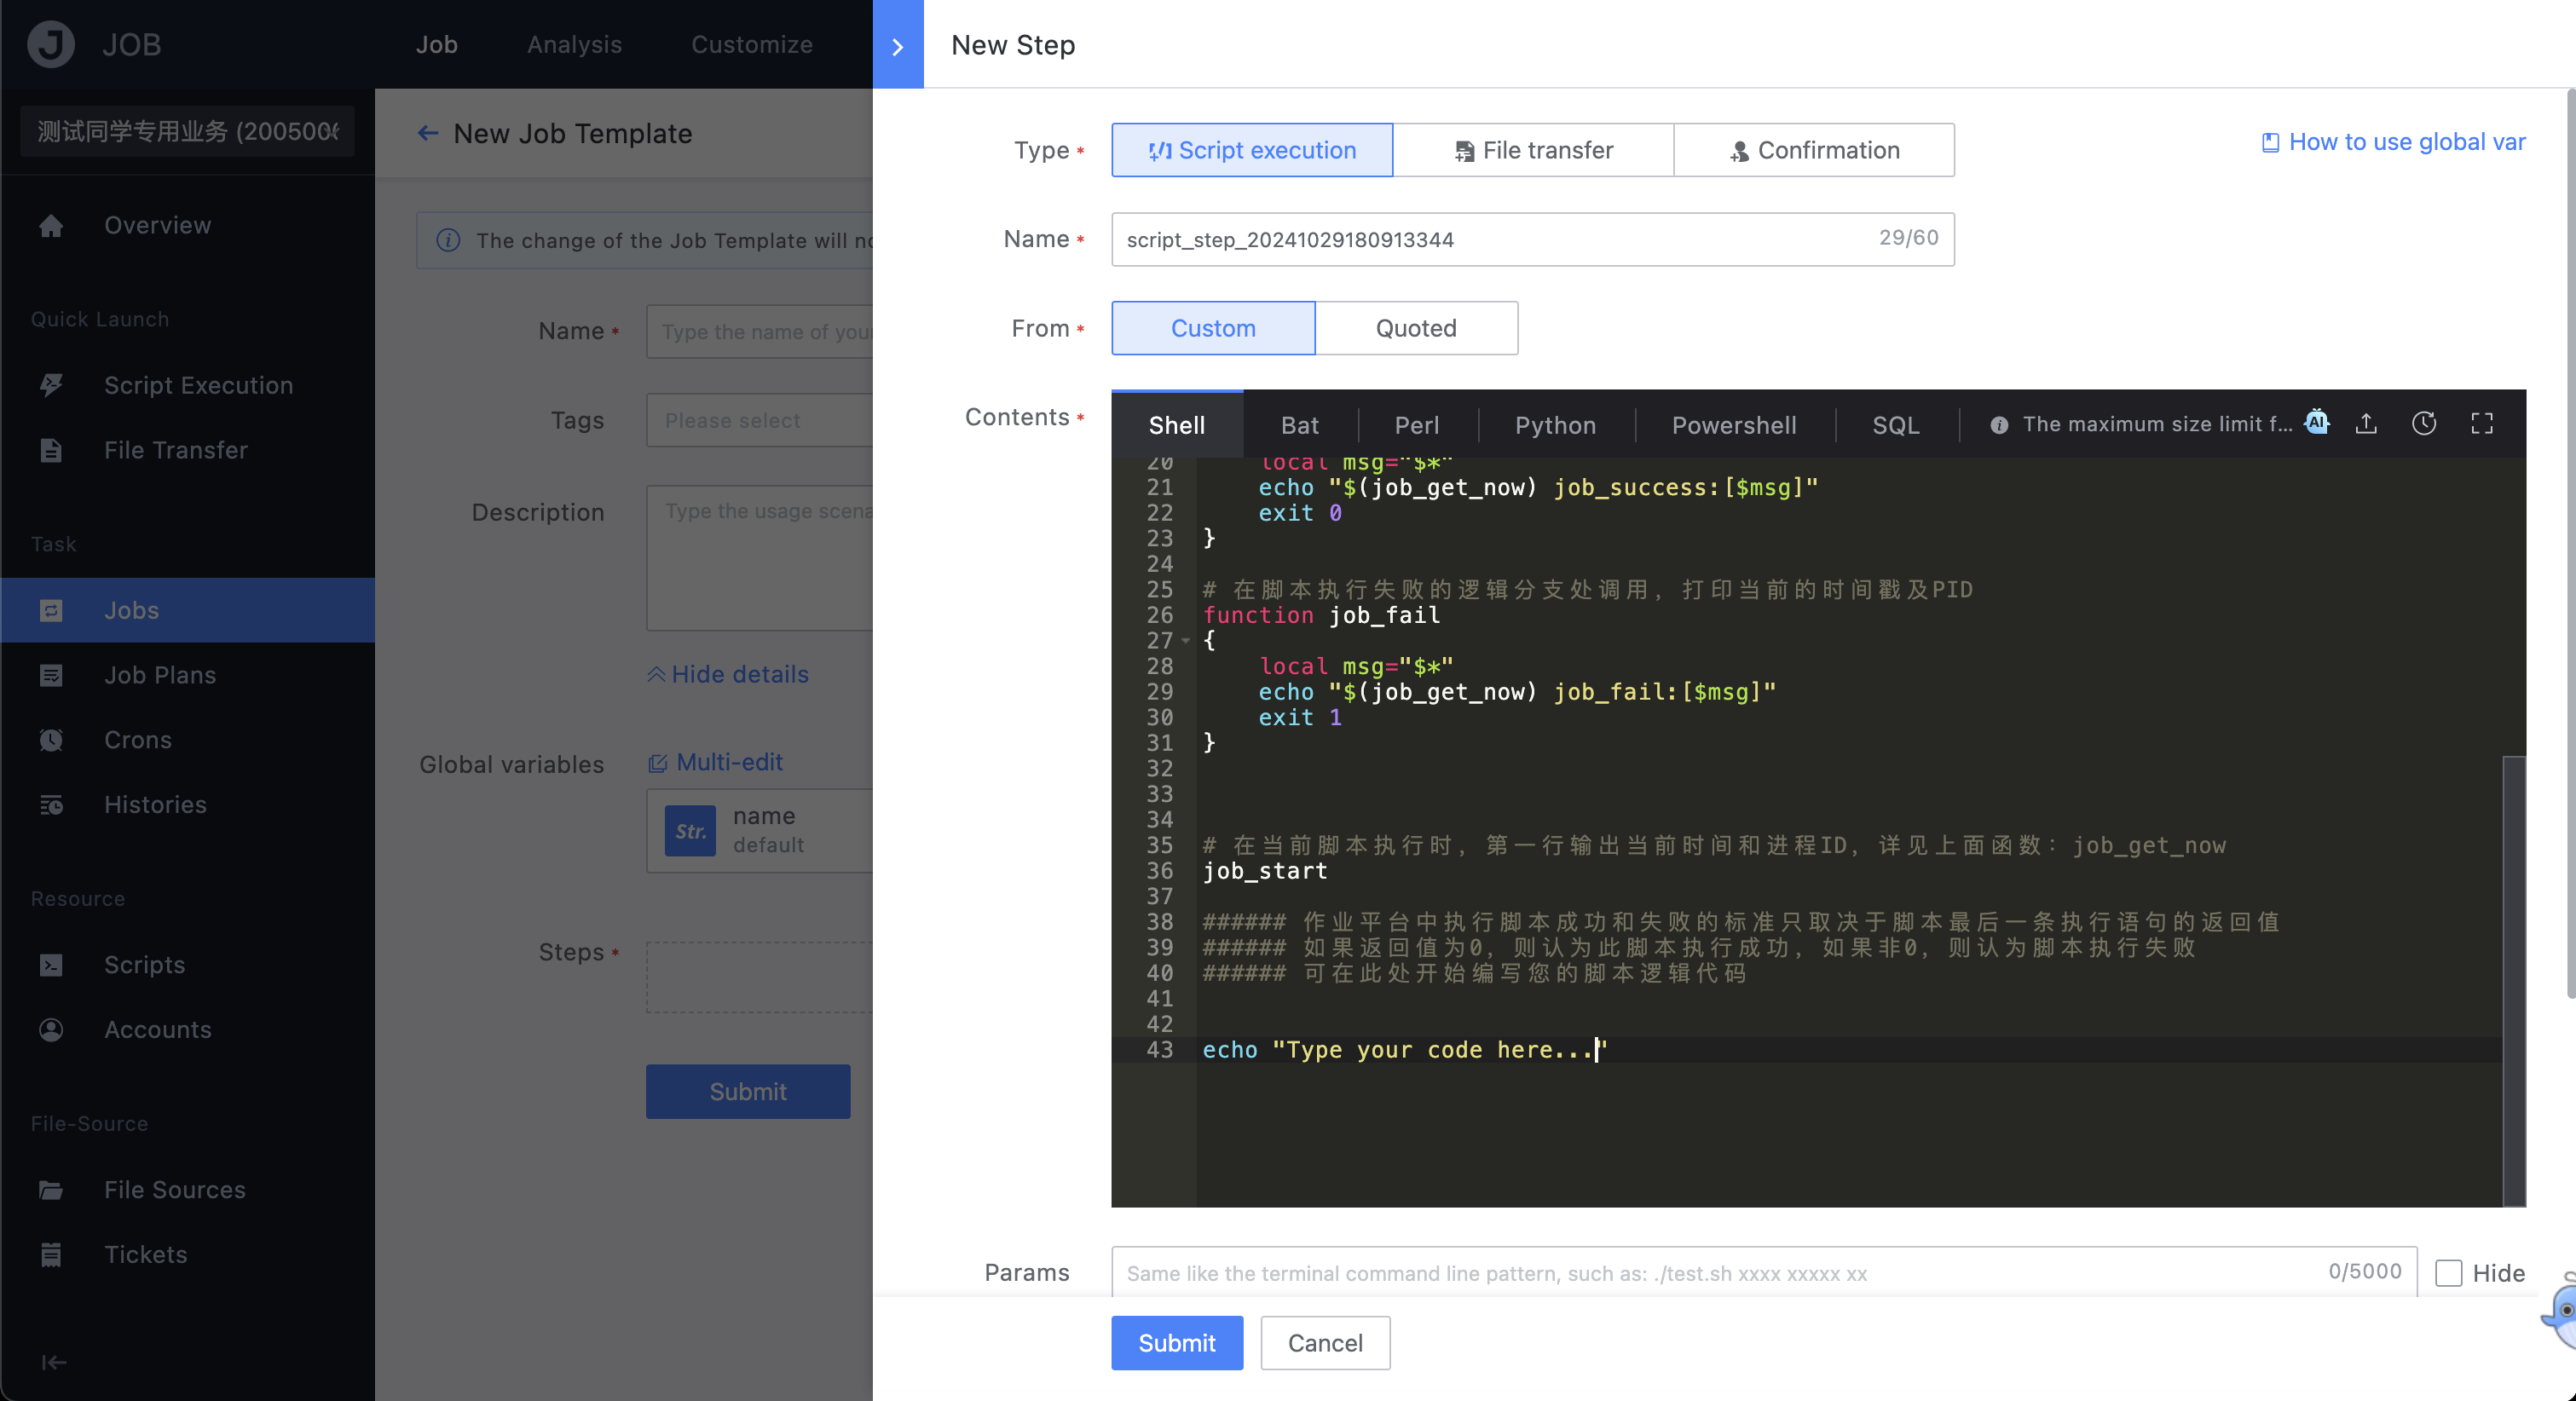 JOB
Job
Analysis
Customize
测试同学专用业务 (200500
Overview
Quick Launch
Script Execution
File Transfer
Task
Jobs
Job Plans
Crons
Histories
Resource
Scripts
Accounts
File-Source
File Sources
Tickets
New Job Template
The change of the Job Template will no
Name *
Type the name of your
Tags
Please select
Description
Type the usage scena
Hide details
Global variables
Multi-edit
Str.
name
default
Steps *
Submit
New Step
Type *
Script execution
File transfer
Confirmation
How to use global var
Name *
script_step_20241029180913344
29/60
From *
Custom
Quoted
Contents *
Shell
Bat
Perl
Python
Powershell
SQL
The maximum size limit f...
AI
20 local msg="$*"
21 echo "$(job_get_now) job_success:[$msg]"
22 exit 0
23 }
24
25 # 在脚本执行失败的逻辑分支处调用，打印当前的时间戳及PID
26 function job_fail
27 {
28 local msg="$*"
29 echo "$(job_get_now) job_fail:[$msg]"
30 exit 1
31 }
32
33
34
35 # 在当前脚本执行时，第一行输出当前时间和进程ID，详见上面函数：job_get_now
36 job_start
37
38 ###### 作业平台中执行脚本成功和失败的标准只取决于脚本最后一条执行语句的返回值
39 ###### 如果返回值为0，则认为此脚本执行成功，如果非0，则认为脚本执行失败
40 ###### 可在此处开始编写您的脚本逻辑代码
41
42
43 echo "Type your code here..."
Params
Same like the terminal command line pattern, such as: ./test.sh xxxx xxxxx xx
0/5000
Hide
Submit
Cancel